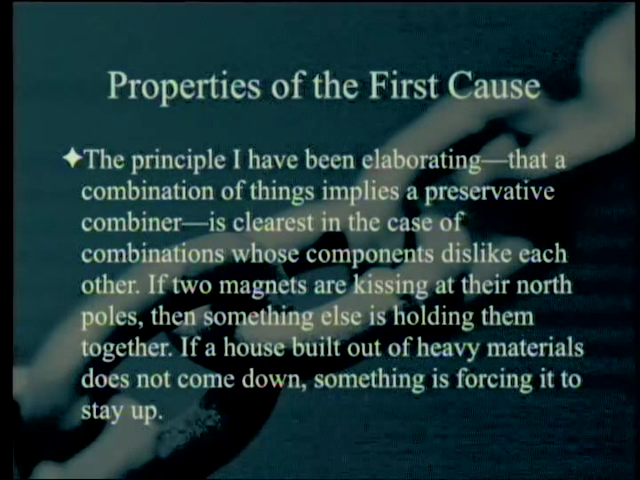 Properties of the First Cause
The principle I have been elaborating—that a
combination of things implies a preservative
combiner—is clearest in the case of
combinations whose components dislike each
other. If two magnets are kissing at their north
poles, then something else is holding them
together. If a house built out of heavy materials
does not come down, something is forcing it to
stay up.